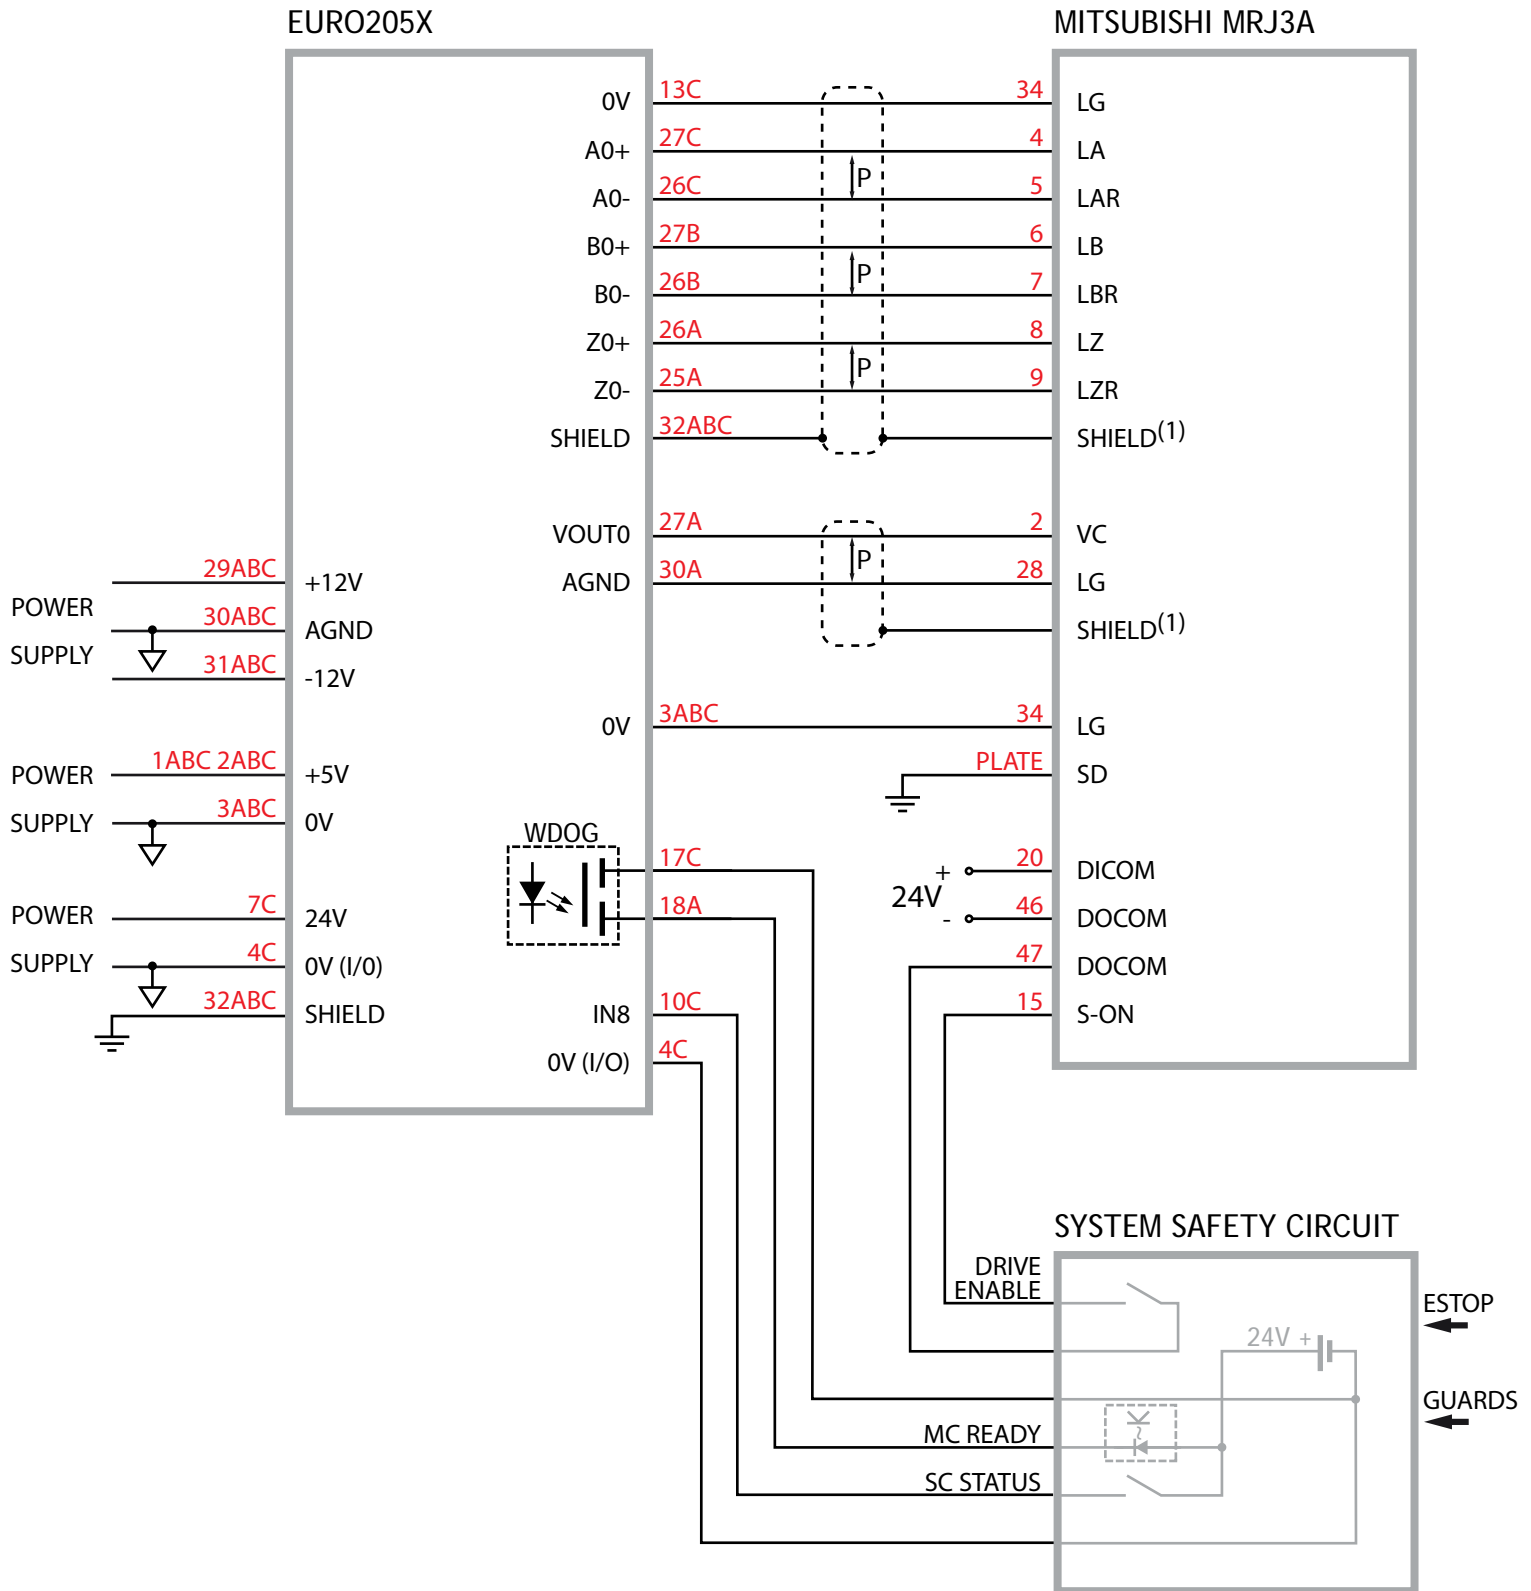 EURO205X
MITSUBISHI MRJ3A
0V 13C 34 LG
A0+ 27C 4 LA
P
A0- 26C 5 LAR
B0+ 27B 6 LB
P
B0- 26B 7 LBR
Z0+ 26A 8 LZ
P
Z0- 25A 9 LZR
SHIELD 32ABC SHIELD(1)
VOUT0 27A 2 VC
P
AGND 30A 28 LG
SHIELD(1)
POWER
SUPPLY
29ABC +12V
30ABC AGND
31ABC -12V
0V 3ABC 34 LG
PLATE SD
POWER
SUPPLY
1ABC 2ABC +5V
3ABC 0V
WDOG
17C
18A
24V
+ 20 DICOM
- 46 DOCOM
47 DOCOM
15 S-ON
POWER
SUPPLY
7C 24V
4C 0V (I/0)
32ABC SHIELD
IN8 10C
0V (I/O) 4C
SYSTEM SAFETY CIRCUIT
DRIVE
ENABLE
ESTOP
24V +
GUARDS
MC READY
SC STATUS